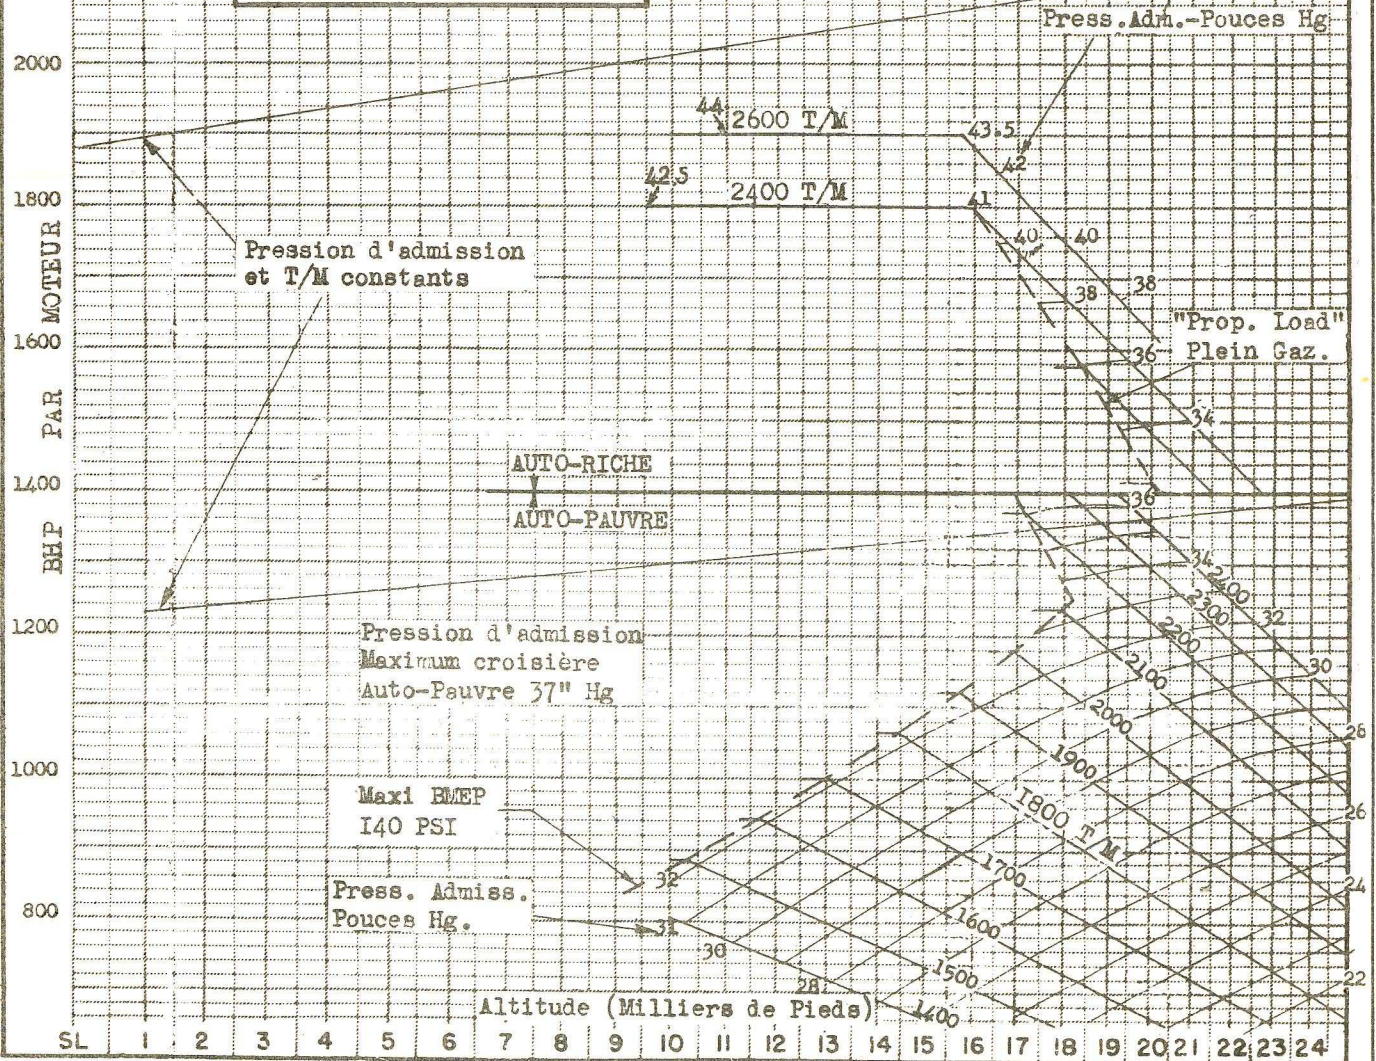 Press.Adm.-Pouces Hg
2000
44
2600 T/M
43.5
42
42.5
1800
2400 T/M
41
40
40
38
38
Pression d'admission
et T/M constants
"Prop. Load"
Plein Gaz.
1600
36
34
BHP PAR MOTEUR
AUTO-RICHE
1400
36
AUTO-PAUVRE
34
2400
2300
32
1200
2200
30
Pression d'admission
Maximum croisière
Auto-Pauvre 37" Hg
2100
2000
28
1000
1900
Maxi BMEP
I40 PSI
I800 T/M.
26
32
1700
24
Press. Admiss.
Pouces Hg.
800
31
1600
30
1500
22
28
1400
Altitude (Milliers de Pieds)
SL 1 2 3 4 5 6 7 8 9 10 11 12 13 14 15 16 17 18 19 20 21 22 23 24